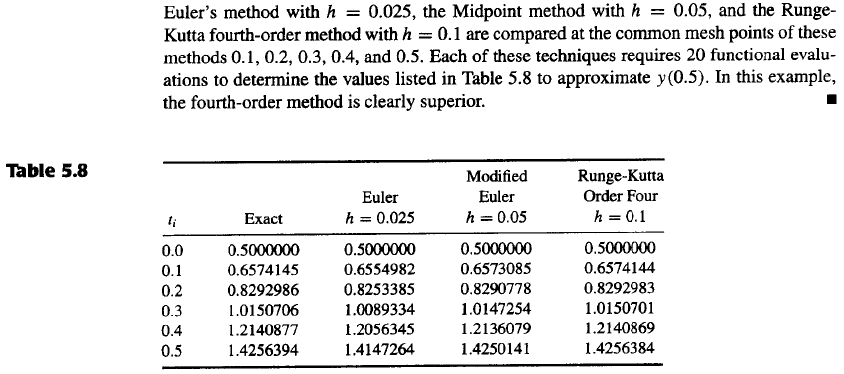 Euler's method with h = 0.025, the Midpoint method with h = 0.05, and the Runge-
Kutta fourth-order method with h = 0.1 are compared at the common mesh points of these
methods 0.1, 0.2, 0.3, 0.4, and 0.5. Each of these techniques requires 20 functional evalu-
ations to determine the values listed in Table 5.8 to approximate y(0.5). In this example,
the fourth-order method is clearly superior. ■
Table 5.8
Modified Runge-Kutta
Euler Euler Order Four
tᵢ Exact h = 0.025 h = 0.05 h = 0.1
0.0 0.5000000 0.5000000 0.5000000 0.5000000
0.1 0.6574145 0.6554982 0.6573085 0.6574144
0.2 0.8292986 0.8253385 0.8290778 0.8292983
0.3 1.0150706 1.0089334 1.0147254 1.0150701
0.4 1.2140877 1.2056345 1.2136079 1.2140869
0.5 1.4256394 1.4147264 1.4250141 1.4256384